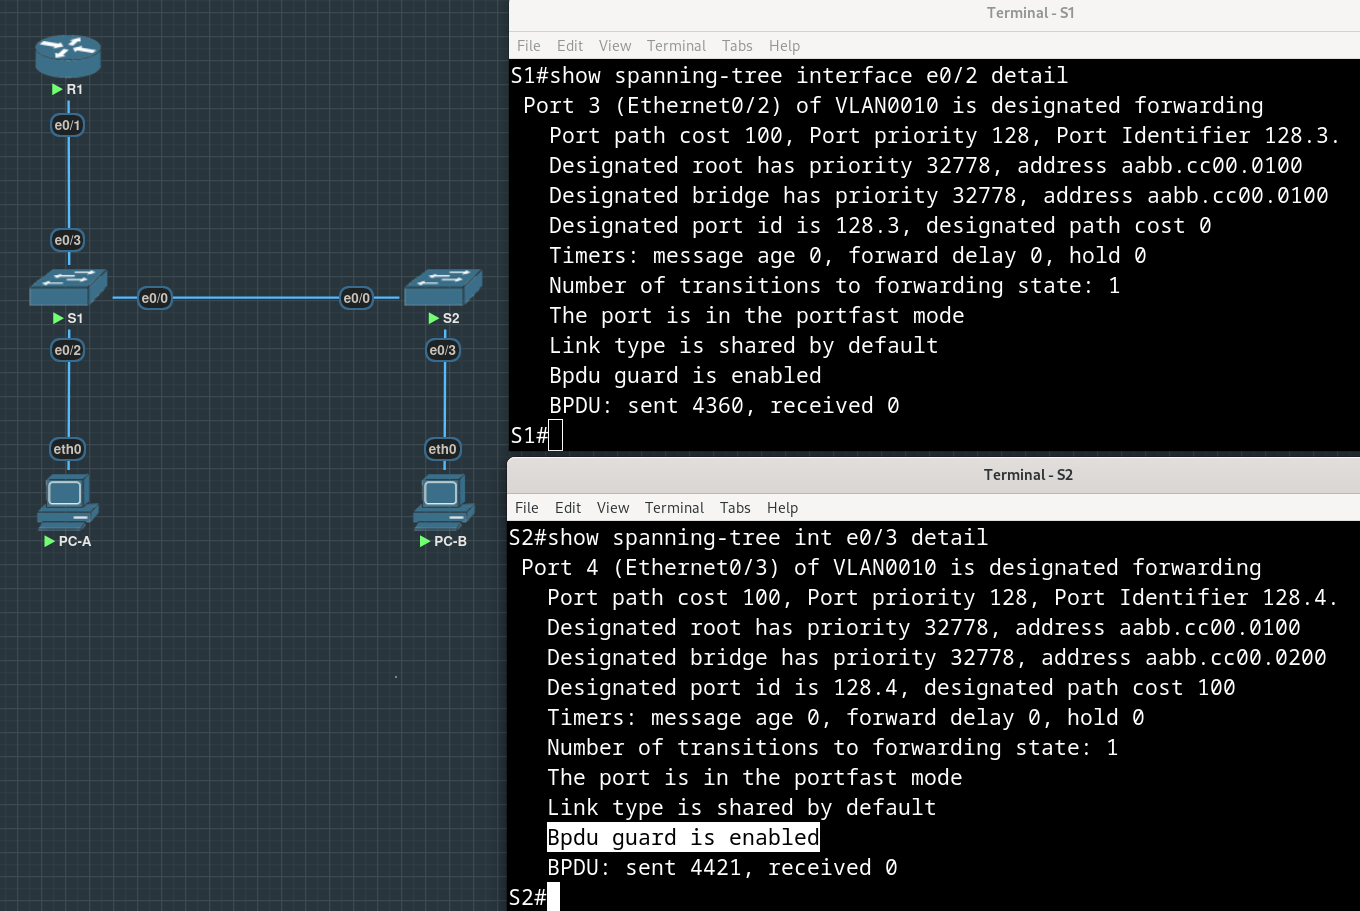 R1
e0/1
e0/3
e0/0
e0/0
S1
S2
e0/2
e0/3
eth0
eth0
PC-A
PC-B
Terminal - S1
File Edit View Terminal Tabs Help
S1#show spanning-tree interface e0/2 detail
Port 3 (Ethernet0/2) of VLAN0010 is designated forwarding
Port path cost 100, Port priority 128, Port Identifier 128.3.
Designated root has priority 32778, address aabb.cc00.0100
Designated bridge has priority 32778, address aabb.cc00.0100
Designated port id is 128.3, designated path cost 0
Timers: message age 0, forward delay 0, hold 0
Number of transitions to forwarding state: 1
The port is in the portfast mode
Link type is shared by default
Bpdu guard is enabled
BPDU: sent 4360, received 0
S1#
Terminal - S2
File Edit View Terminal Tabs Help
S2#show spanning-tree int e0/3 detail
Port 4 (Ethernet0/3) of VLAN0010 is designated forwarding
Port path cost 100, Port priority 128, Port Identifier 128.4.
Designated root has priority 32778, address aabb.cc00.0100
Designated bridge has priority 32778, address aabb.cc00.0200
Designated port id is 128.4, designated path cost 100
Timers: message age 0, forward delay 0, hold 0
Number of transitions to forwarding state: 1
The port is in the portfast mode
Link type is shared by default
Bpdu guard is enabled
BPDU: sent 4421, received 0
S2#